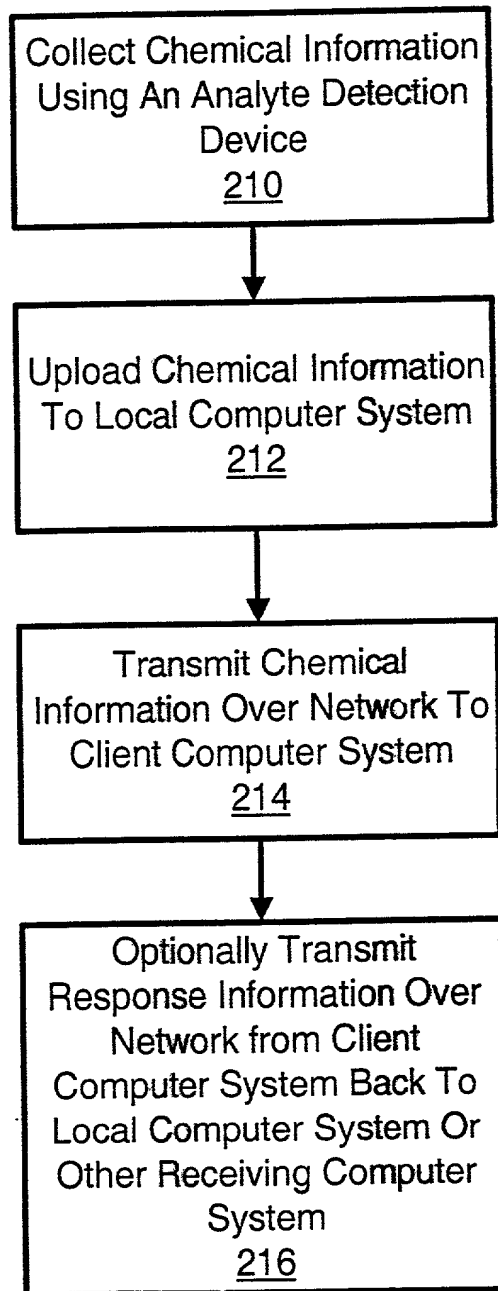 Collect Chemical Information
Using An Analyte Detection
Device
210
Upload Chemical Information
To Local Computer System
212
Transmit Chemical
Information Over Network To
Client Computer System
214
Optionally Transmit
Response Information Over
Network from Client
Computer System Back To
Local Computer System Or
Other Receiving Computer
System
216